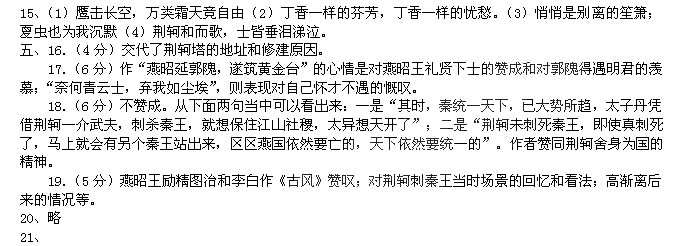 15、（1）鹰击长空，万类霜天竞自由（2）丁香一样的芬芳，丁香一样的忧愁。（3）悄悄是别离的笙箫；
夏虫也为我沉默（4）荆轲和而歌，士皆垂泪涕泣。
五、16.（4分）交代了荆轲塔的地址和修建原因。
17.（6分）作“燕昭延郭隗，遂筑黄金台”的心情是对燕昭王礼贤下士的赞成和对郭隗得遇明君的羡
慕；“奈何青云士，弃我如尘埃”，则表现对自己怀才不遇的慨叹。
18.（6分）不赞成。从下面两句当中可以看出来：一是“其时，秦统一天下，已大势所趋，太子丹凭
借荆轲一介武夫，刺杀秦王，就想保住江山社稷，太异想天开了”；二是“荆轲未刺死秦王，即使真刺死
了，马上就会有另个秦王站出来，区区燕国依然要亡的，天下依然要统一的”。作者赞同荆轲舍身为国的
精神。
19.（5分）燕昭王励精图治和李白作《古风》赞叹；对荆轲刺秦王当时场景的回忆和看法；高渐离后
来的情况等。
20、略
21、